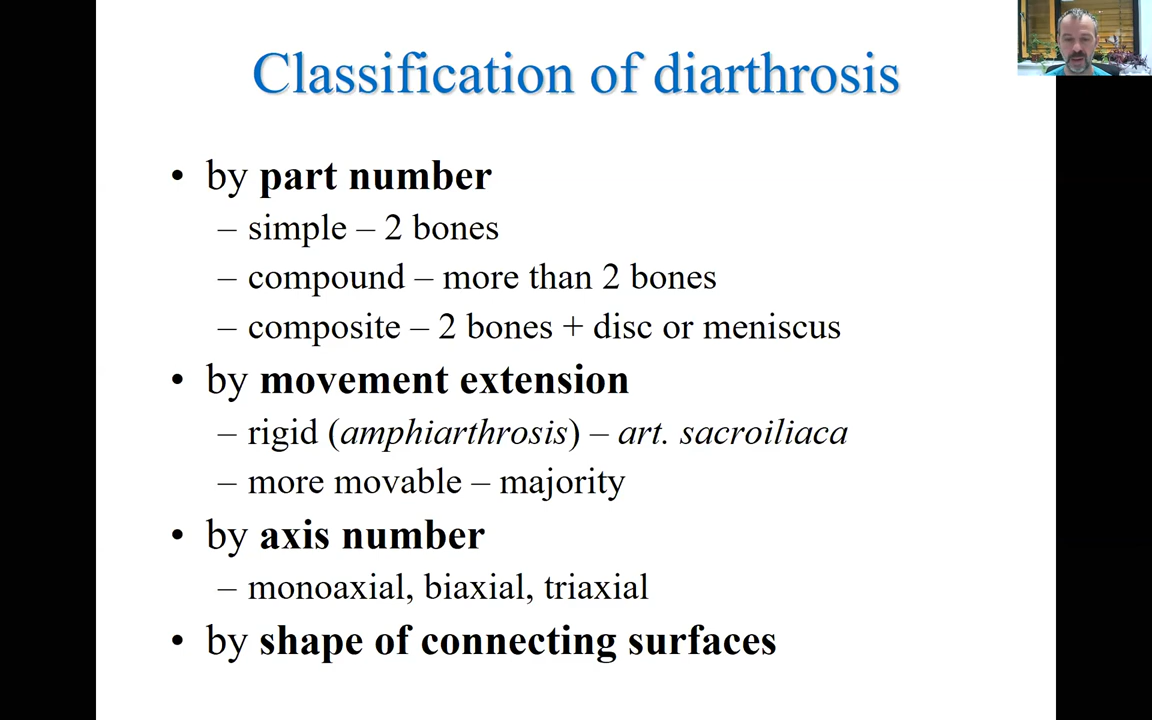 Classification of diarthrosis
• by part number
– simple – 2 bones
– compound – more than 2 bones
– composite – 2 bones + disc or meniscus
• by movement extension
– rigid (amphiarthrosis) – art. sacroiliaca
– more movable – majority
• by axis number
– monoaxial, biaxial, triaxial
• by shape of connecting surfaces